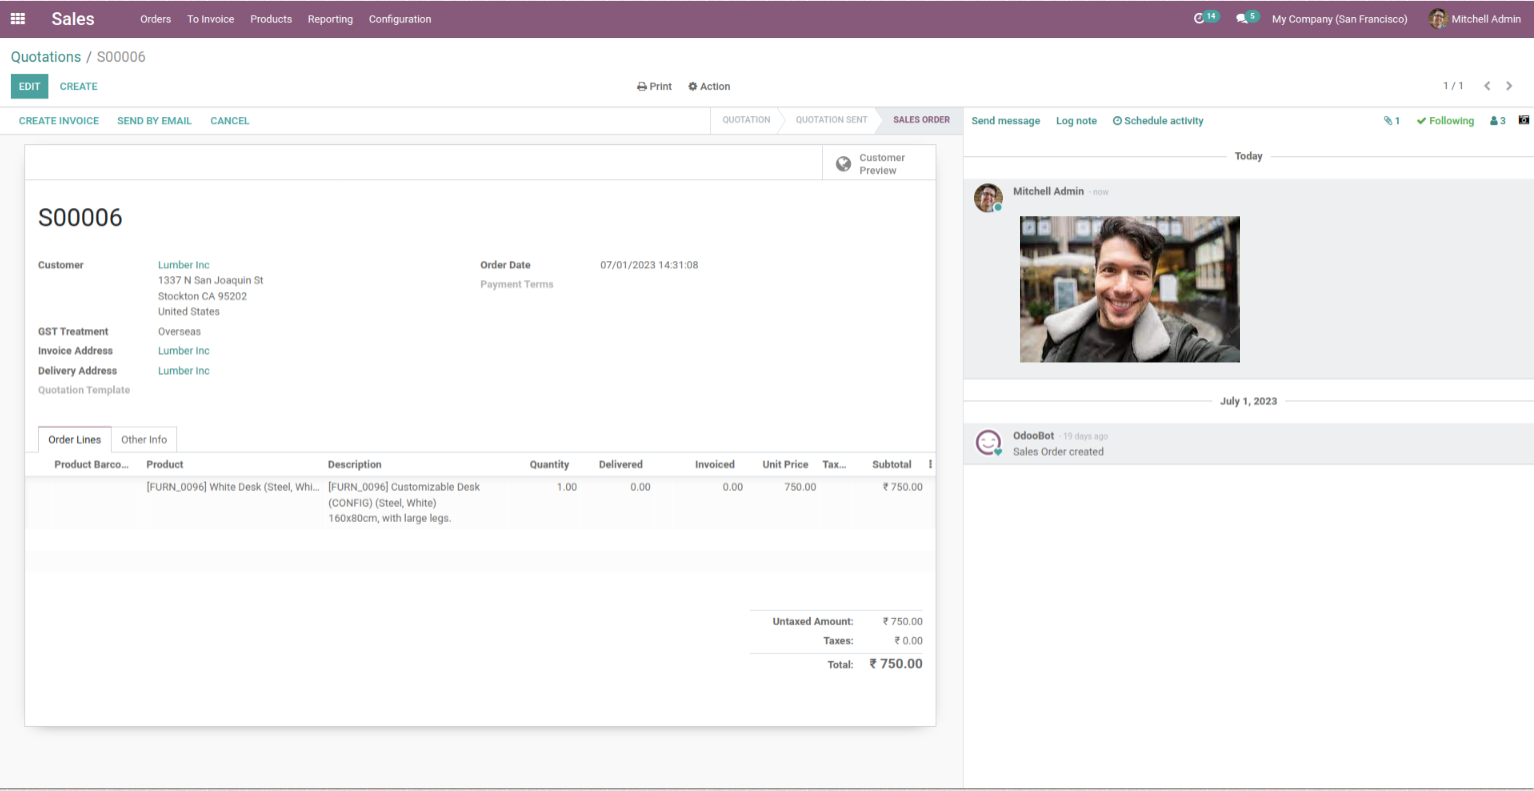 Sales Orders To Invoice Products Reporting Configuration 14 5 My Company (San Francisco) Mitchell Admin
Quotations / S00006
EDIT CREATE Print Action 1 / 1
CREATE INVOICE SEND BY EMAIL CANCEL QUOTATION QUOTATION SENT SALES ORDER
Customer
Preview
S00006
Customer Lumber Inc Order Date 07/01/2023 14:31:08
1337 N San Joaquin St Payment Terms
Stockton CA 95202
United States
GST Treatment Overseas
Invoice Address Lumber Inc
Delivery Address Lumber Inc
Quotation Template
Order Lines Other Info
Product Barco... Product Description Quantity Delivered Invoiced Unit Price Tax... Subtotal
[FURN_0096] White Desk (Steel, Whi... [FURN_0096] Customizable Desk 1.00 0.00 0.00 750.00 ₹ 750.00
(CONFIG) (Steel, White)
160x80cm, with large legs.
Untaxed Amount: ₹ 750.00
Taxes: ₹ 0.00
Total: ₹ 750.00
Send message Log note Schedule activity 1 Following 3
Today
Mitchell Admin - now
July 1, 2023
OdooBot - 19 days ago
Sales Order created